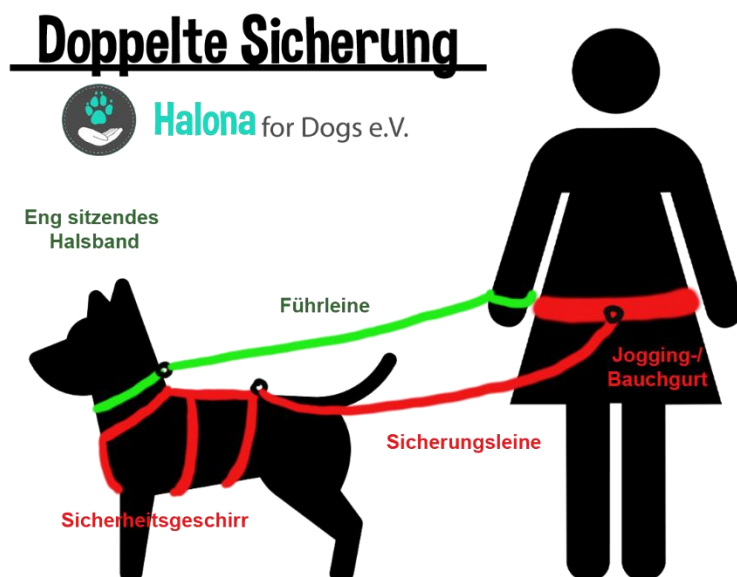 Doppelte Sicherung
Halona for Dogs e.V.
Eng sitzendes
Halsband
Führleine
Jogging-/
Bauchgurt
Sicherungsleine
Sicherheitsgeschirr